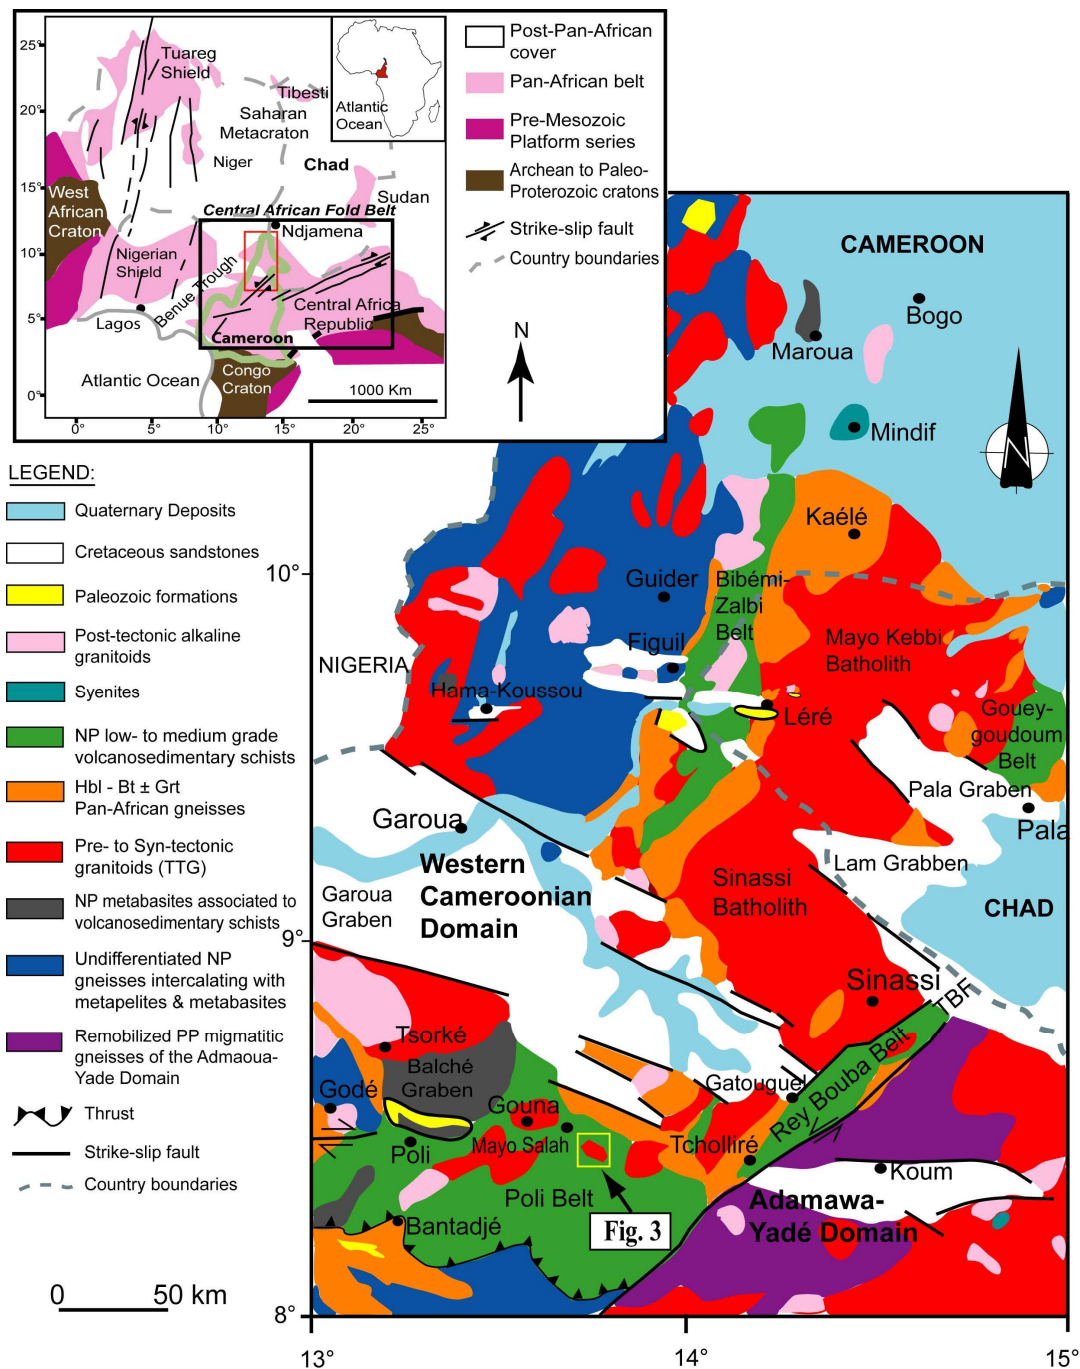 25°
20°
15°
10°
5°
0°
0°
5°
10°
15°
20°
25°
Tuareg
Shield
Tibesti
Saharan
Metacraton
Niger
Chad
Sudan
West
African
Craton
Central African Fold Belt
Ndjamena
Nigerian
Shield
Benue Trough
Lagos
Central Africa
Republic
Cameroon
Atlantic Ocean
Congo
Craton
1000 Km
Atlantic
Ocean
Post-Pan-African
cover
Pan-African belt
Pre-Mesozoic
Platform series
Archean to Paleo-
Proterozoic cratons
Strike-slip fault
Country boundaries
N
LEGEND:
Quaternary Deposits
Cretaceous sandstones
Paleozoic formations
Post-tectonic alkaline
granitoids
Syenites
NP low- to medium grade
volcanosedimentary schists
Hbl - Bt ± Grt
Pan-African gneisses
Pre- to Syn-tectonic
granitoids (TTG)
NP metabasites associated to
volcanosedimentary schists
Undifferentiated NP
gneisses intercalating with
metapelites & metabasites
Remobilized PP migmatitic
gneisses of the Admaoua-
Yade Domain
Thrust
Strike-slip fault
Country boundaries
0 50 km
CAMEROON
Bogo
Maroua
Mindif
N
Kaélé
10°
Guider
Bibémi-
Zalbi
Belt
Figuil
Mayo Kebbi
Batholith
NIGERIA
Hama-Koussou
Léré
Gouey-
goudoum
Belt
Pala Graben
Pala
Garoua
Western
Cameroonian
Domain
Lam Grabben
Garoua
Graben
Sinassi
Batholith
CHAD
9°
Sinassi
TBF
Tsorké
Balché
Graben
Gatouguel
Rey Bouba Belt
Godé
Gouna
Mayo Salah
Tcholliré
Poli
Koum
Poli Belt
Adamawa-
Yadé Domain
Bantadjé
Fig. 3
8°
13°
14°
15°